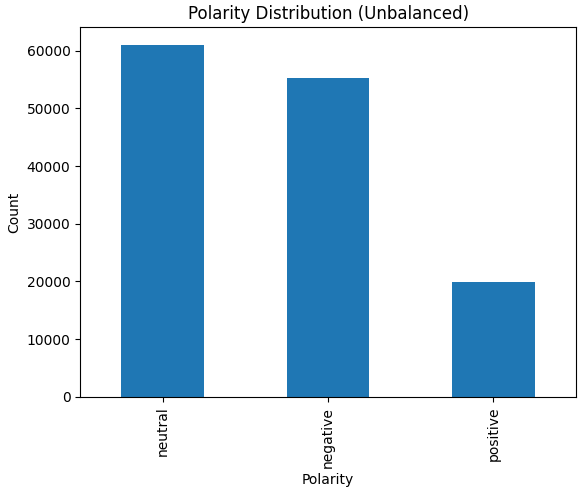 Polarity Distribution (Unbalanced)
60000
50000
40000
30000
20000
10000
0
Count
neutral
negative
positive
Polarity